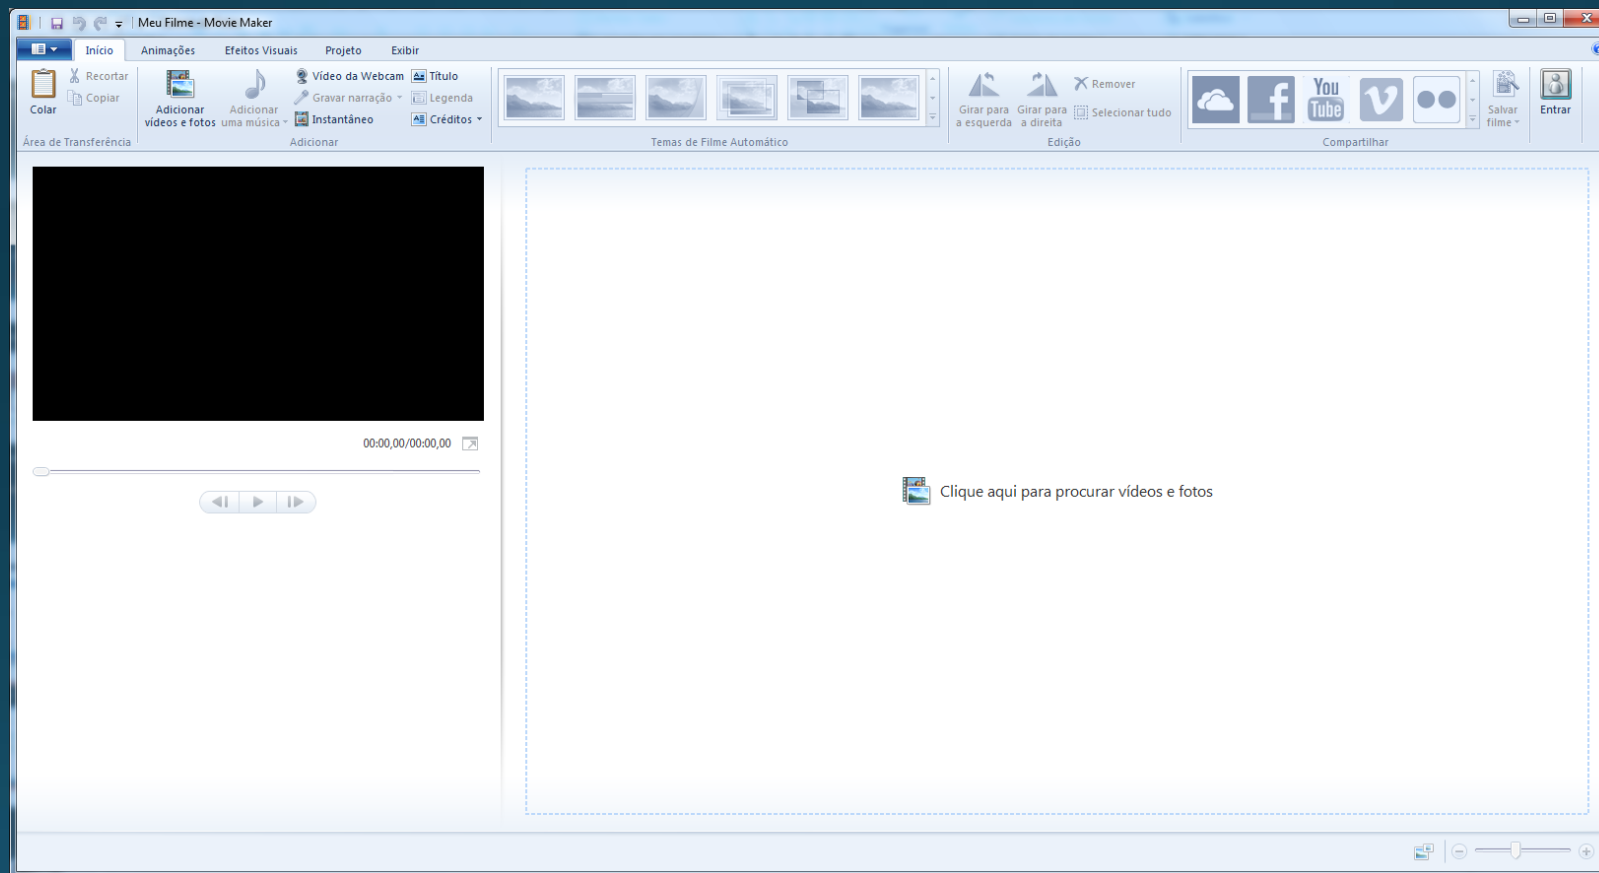 Meu Filme - Movie Maker
Início Animações Efeitos Visuais Projeto Exibir
Colar
Recortar
Copiar
Área de Transferência
Adicionar
vídeos e fotos
Adicionar
uma música
Vídeo da Webcam
Gravar narração
Instantâneo
Título
Legenda
Créditos
Adicionar
Temas de Filme Automático
Girar para
a esquerda
Girar para
a direita
Remover
Selecionar tudo
Edição
You
Tube
Compartilhar
Salvar
filme
Entrar
00:00,00/00:00,00
Clique aqui para procurar vídeos e fotos